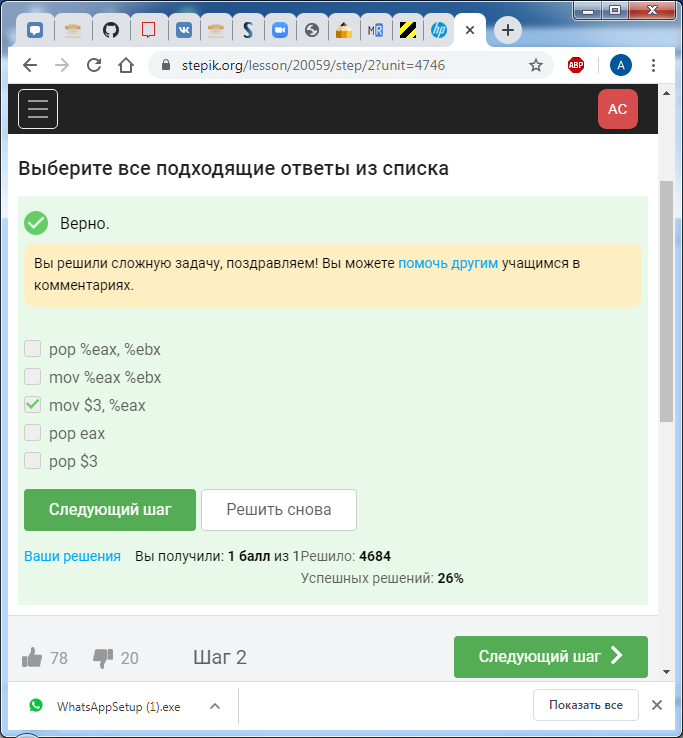 stepik.org/lesson/20059/step/2?unit=4746
ABP
A
AC
Выберите все подходящие ответы из списка
Верно.
Вы решили сложную задачу, поздравляем! Вы можете помочь другим учащимся в
комментариях.
pop %eax, %ebx
mov %eax %ebx
mov $3, %eax
pop eax
pop $3
Следующий шаг
Решить снова
Ваши решения Вы получили: 1 балл из 1 Решило: 4684
Успешных решений: 26%
78 20 Шаг 2 Следующий шаг
WhatsAppSetup (1).exe
Показать все